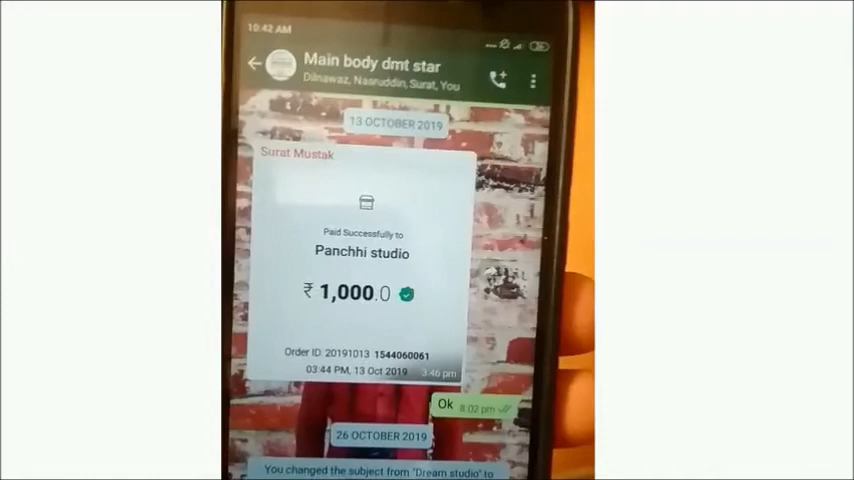 10:42 AM
Main body dmt star
Dilnawaz, Nasruddin, Surat, You
13 OCTOBER 2019
Surat Mustak
Paid Successfully to
Panchhi studio
₹ 1,000.0
Order ID: 20191013 1544060061
03:44 PM, 13 Oct 2019
3:46 pm
Ok 8:02 pm
26 OCTOBER 2019
You changed the subject from "Dream studio" to